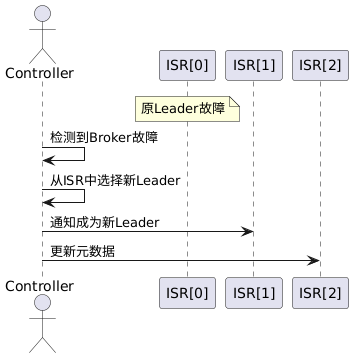 Controller
ISR[0]
ISR[1]
ISR[2]
原Leader故障
检测到Broker故障
从ISR中选择新Leader
通知成为新Leader
更新元数据
Controller
ISR[0]
ISR[1]
ISR[2]